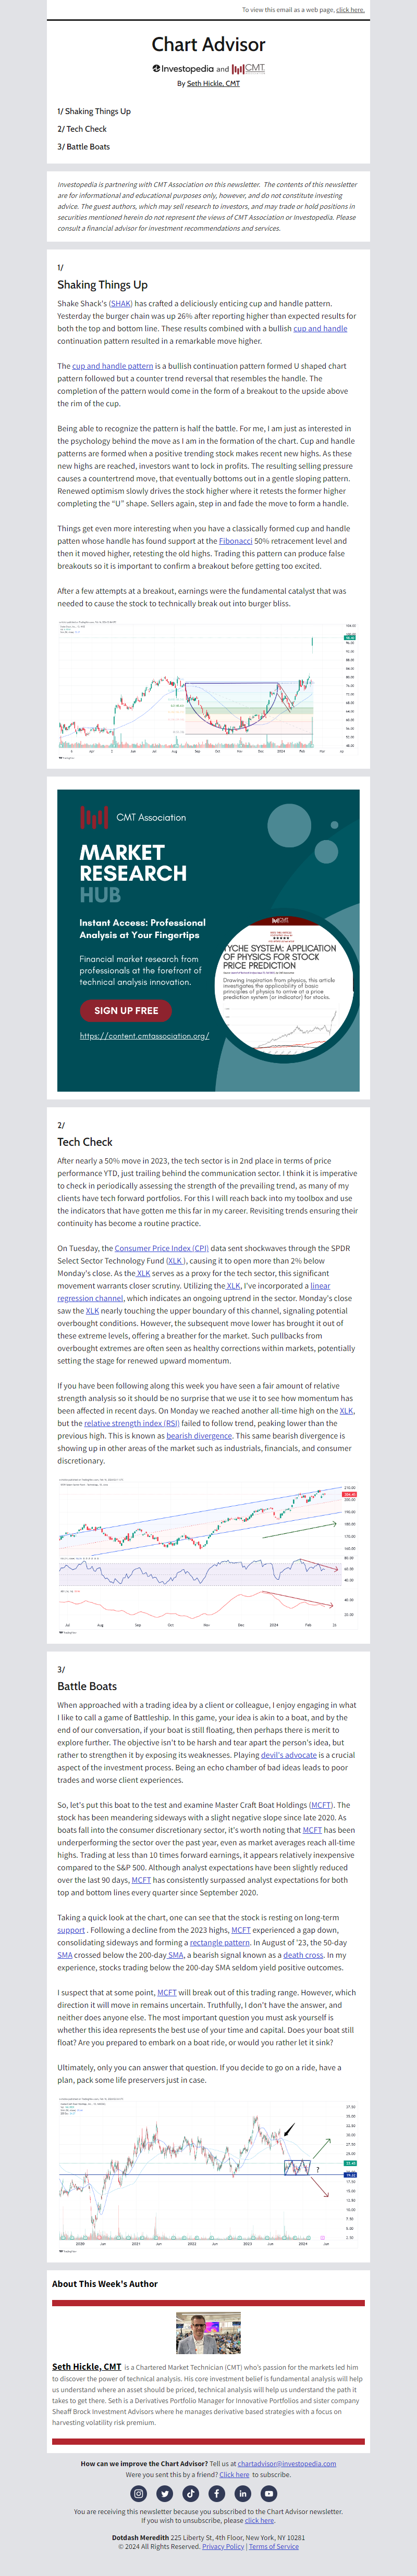 To view this email as a web page, click here.
Chart Advisor
Investopedia and CMT
By Seth Hickle, CMT
1/ Shaking Things Up
2/ Tech Check
3/ Battle Boats
Investopedia is partnering with CMT Association on this newsletter. The contents of this newsletter
are for informational and educational purposes only, however, and do not constitute investing
advice. The guest authors, which may sell research to investors, and may trade or hold positions in
securities mentioned herein do not represent the views of CMT Association or Investopedia. Please
consult a financial advisor for investment recommendations and services.
1/
Shaking Things Up
Shake Shack's (SHAK) has crafted a deliciously enticing cup and handle pattern.
Yesterday the burger chain was up 26% after reporting higher than expected results for
both the top and bottom line. These results combined with a bullish cup and handle
continuation pattern resulted in a remarkable move higher.
The cup and handle pattern is a bullish continuation pattern formed U shaped chart
pattern followed but a counter trend reversal that resembles the handle. The
completion of the pattern would come in the form of a breakout to the upside above
the rim of the cup.
Being able to recognize the pattern is half the battle. For me, I am just as interested in
the psychology behind the move as I am in the formation of the chart. Cup and handle
patterns are formed when a positive trending stock makes recent new highs. As these
new highs are reached, investors want to lock in profits. The resulting selling pressure
causes a countertrend move, that eventually bottoms out in a gentle sloping pattern.
Renewed optimism slowly drives the stock higher where it retests the former higher
completing the "U" shape. Sellers again, step in and fade the move to form a handle.
Things get even more interesting when you have a classically formed cup and handle
patten whose handle has found support at the Fibonacci 50% retracement level and
then it moved higher, retesting the old highs. Trading this pattern can produce false
breakouts so it is important to confirm a breakout before getting too excited.
After a few attempts at a breakout, earnings were the fundamental catalyst that was
needed to cause the stock to technically break out into burger bliss.
CMT Association
MARKET
RESEARCH
HUB
Instant Access: Professional
Analysis at Your Fingertips
Financial market research from
professionals at the forefront of
technical analysis innovation.
SIGN UP FREE
https://content.cmtassociation.org/
TYCHE SYSTEM: APPLICATION
OF PHYSICS FOR STOCK
PRICE PREDICTION
Drawing inspiration from physics, this article
investigates the applicability of basic
principles of physics to arrive at a price
prediction system (or indicator) for stocks.
2/
Tech Check
After nearly a 50% move in 2023, the tech sector is in 2nd place in terms of price
performance YTD, just trailing behind the communication sector. I think it is imperative
to check in periodically assessing the strength of the prevailing trend, as many of my
clients have tech forward portfolios. For this I will reach back into my toolbox and use
the indicators that have gotten me this far in my career. Revisiting trends ensuring their
continuity has become a routine practice.
On Tuesday, the Consumer Price Index (CPI) data sent shockwaves through the SPDR
Select Sector Technology Fund (XLK ), causing it to open more than 2% below
Monday's close. As the XLK serves as a proxy for the tech sector, this significant
movement warrants closer scrutiny. Utilizing the XLK, I've incorporated a linear
regression channel, which indicates an ongoing uptrend in the sector. Monday's close
saw the XLK nearly touching the upper boundary of this channel, signaling potential
overbought conditions. However, the subsequent move lower has brought it out of
these extreme levels, offering a breather for the market. Such pullbacks from
overbought extremes are often seen as healthy corrections within markets, potentially
setting the stage for renewed upward momentum.
If you have been following along this week you have seen a fair amount of relative
strength analysis so it should be no surprise that we use it to see how momentum has
been affected in recent days. On Monday we reached another all-time high on the XLK,
but the relative strength index (RSI) failed to follow trend, peaking lower than the
previous high. This is known as bearish divergence. This same bearish divergence is
showing up in other areas of the market such as industrials, financials, and consumer
discretionary.
3/
Battle Boats
When approached with a trading idea by a client or colleague, I enjoy engaging in what
I like to call a game of Battleship. In this game, your idea is akin to a boat, and by the
end of our conversation, if your boat is still floating, then perhaps there is merit to
explore further. The objective isn't to be harsh and tear apart the person's idea, but
rather to strengthen it by exposing its weaknesses. Playing devil's advocate is a crucial
aspect of the investment process. Being an echo chamber of bad ideas leads to poor
trades and worse client experiences.
So, let's put this boat to the test and examine Master Craft Boat Holdings (MCFT). The
stock has been meandering sideways with a slight negative slope since late 2020. As
boats fall into the consumer discretionary sector, it's worth noting that MCFT has been
underperforming the sector over the past year, even as market averages reach all-time
highs. Trading at less than 10 times forward earnings, it appears relatively inexpensive
compared to the S&P 500. Although analyst expectations have been slightly reduced
over the last 90 days, MCFT has consistently surpassed analyst expectations for both
top and bottom lines every quarter since September 2020.
Taking a quick look at the chart, one can see that the stock is resting on long-term
support . Following a decline from the 2023 highs, MCFT experienced a gap down,
consolidating sideways and forming a rectangle pattern. In August of '23, the 50-day
SMA crossed below the 200-day SMA, a bearish signal known as a death cross. In my
experience, stocks trading below the 200-day SMA seldom yield positive outcomes.
I suspect that at some point, MCFT will break out of this trading range. However, which
direction it will move in remains uncertain. Truthfully, I don't have the answer, and
neither does anyone else. The most important question you must ask yourself is
whether this idea represents the best use of your time and capital. Does your boat still
float? Are you prepared to embark on a boat ride, or would you rather let it sink?
Ultimately, only you can answer that question. If you decide to go on a ride, have a
plan, pack some life preservers just in case.
?
About This Week's Author
Seth Hickle, CMT is a Chartered Market Technician (CMT) who's passion for the markets led him
to discover the power of technical analysis. His core investment belief is fundamental analysis will help
us understand where an asset should be priced, technical analysis will help us understand the path it
takes to get there. Seth is a Derivatives Portfolio Manager for Innovative Portfolios and sister company
Sheaff Brock Investment Advisors where he manages derivative based strategies with a focus on
harvesting volatility risk premium.
How can we improve the Chart Advisor? Tell us at chartadvisor@investopedia.com
Were you sent this by a friend? Click here to subscribe.
You are receiving this newsletter because you subscribed to the Chart Advisor newsletter.
If you wish to unsubscribe, please click here.
Dotdash Meredith 225 Liberty St, 4th Floor, New York, NY 10281
© 2024 All Rights Reserved. Privacy Policy | Terms of Service